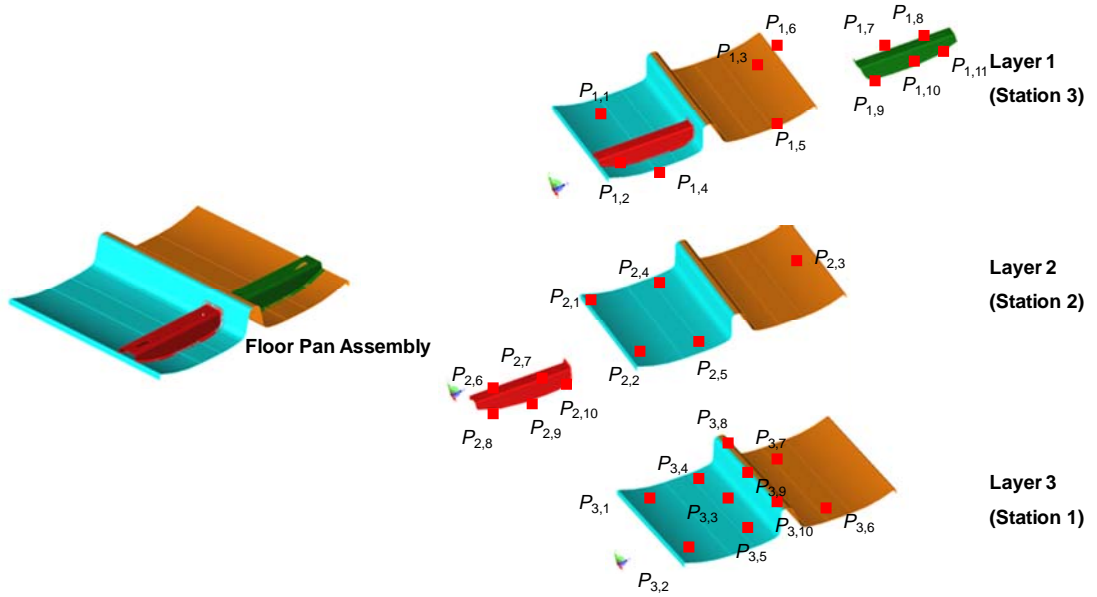 P1,6
P1,7
P1,8
P1,3
P1,11
Layer 1
(Station 3)
P1,1
P1,10
P1,9
P1,5
P1,2
P1,4
P2,4
P2,3
Layer 2
(Station 2)
P2,1
Floor Pan Assembly
P2,7
P2,6
P2,2
P2,5
P2,10
P2,8
P2,9
P3,8
P3,7
P3,4
P3,9
Layer 3
(Station 1)
P3,1
P3,3
P3,10
P3,6
P3,5
P3,2